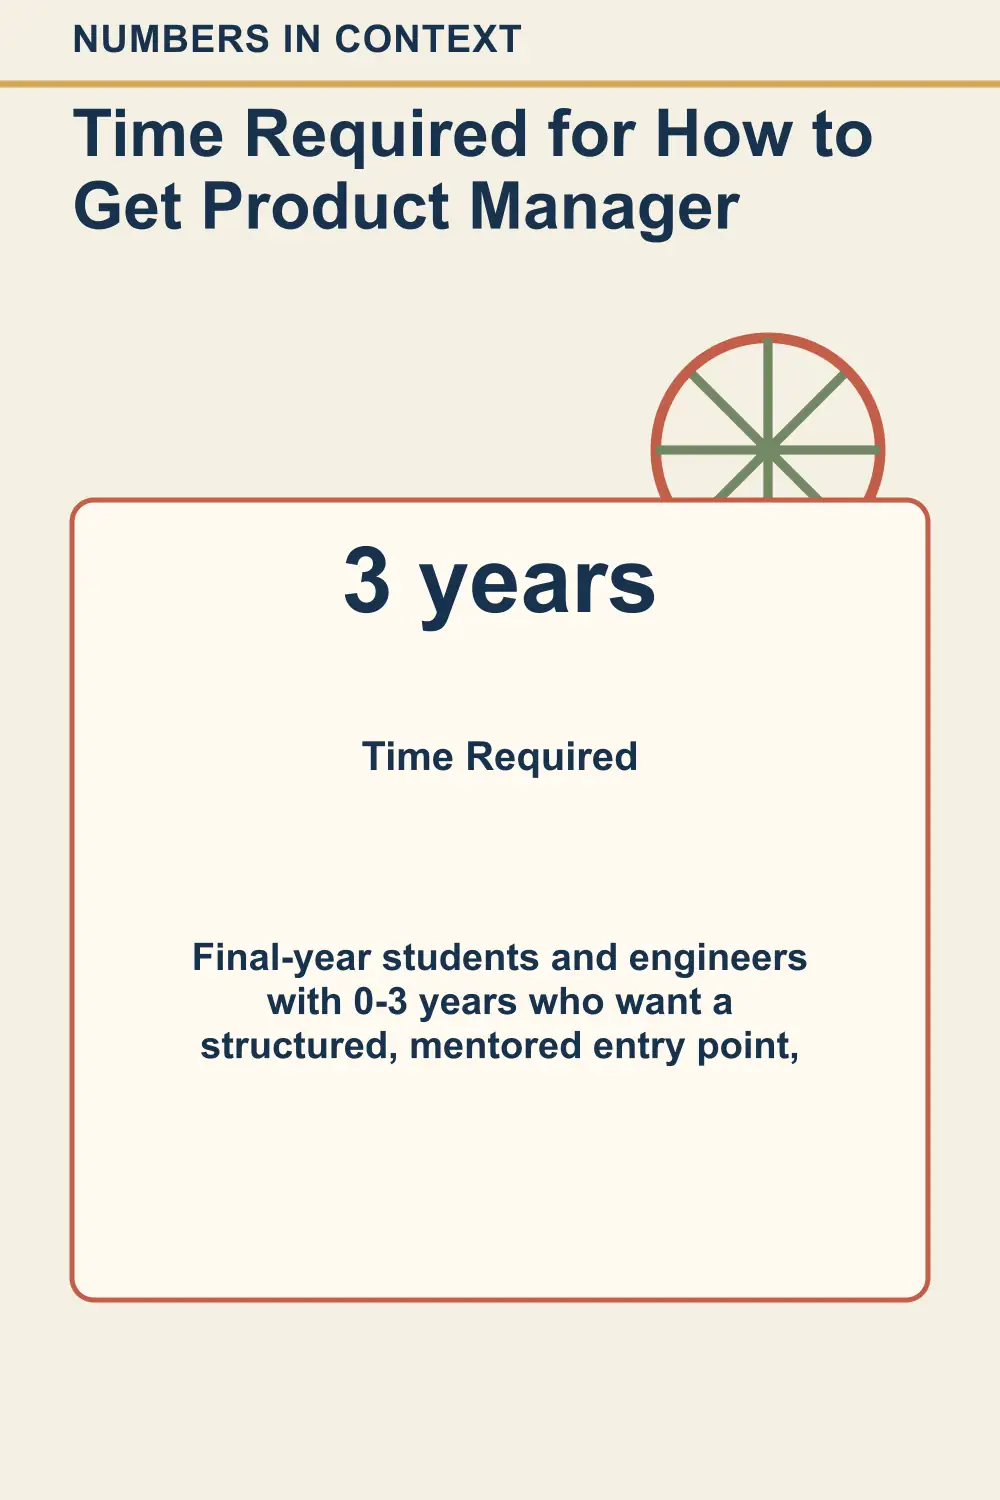 NUMBERS IN CONTEXT
Time Required for How to
Get Product Manager
3 years
Time Required
Final-year students and engineers
with 0-3 years who want a
structured, mentored entry point,